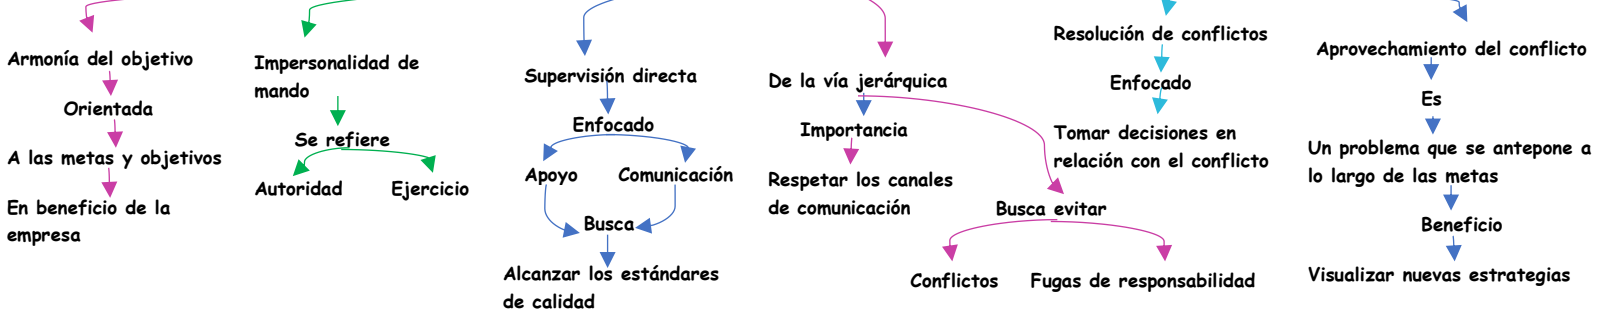 Armonía del objetivo
Orientada
A las metas y objetivos
En beneficio de la
empresa
Impersonalidad de
mando
Se refiere
Autoridad
Ejercicio
Supervisión directa
Enfocado
Apoyo
Comunicación
Busca
Alcanzar los estándares
de calidad
De la vía jerárquica
Importancia
Respetar los canales
de comunicación
Busca evitar
Conflictos
Fugas de responsabilidad
Resolución de conflictos
Enfocado
Tomar decisiones en
relación con el conflicto
Aprovechamiento del conflicto
Es
Un problema que se antepone a
lo largo de las metas
Beneficio
Visualizar nuevas estrategias